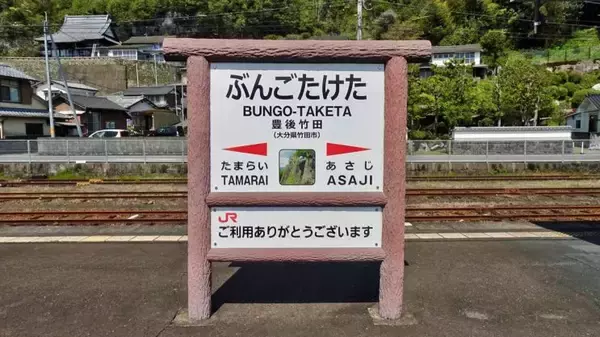 ぶんごたけた
BUNGO-TAKETA
豊後竹田
(大分県竹田市)
たまらい あさじ
TAMARAI ASAJI
JR
ご利用ありがとうございます